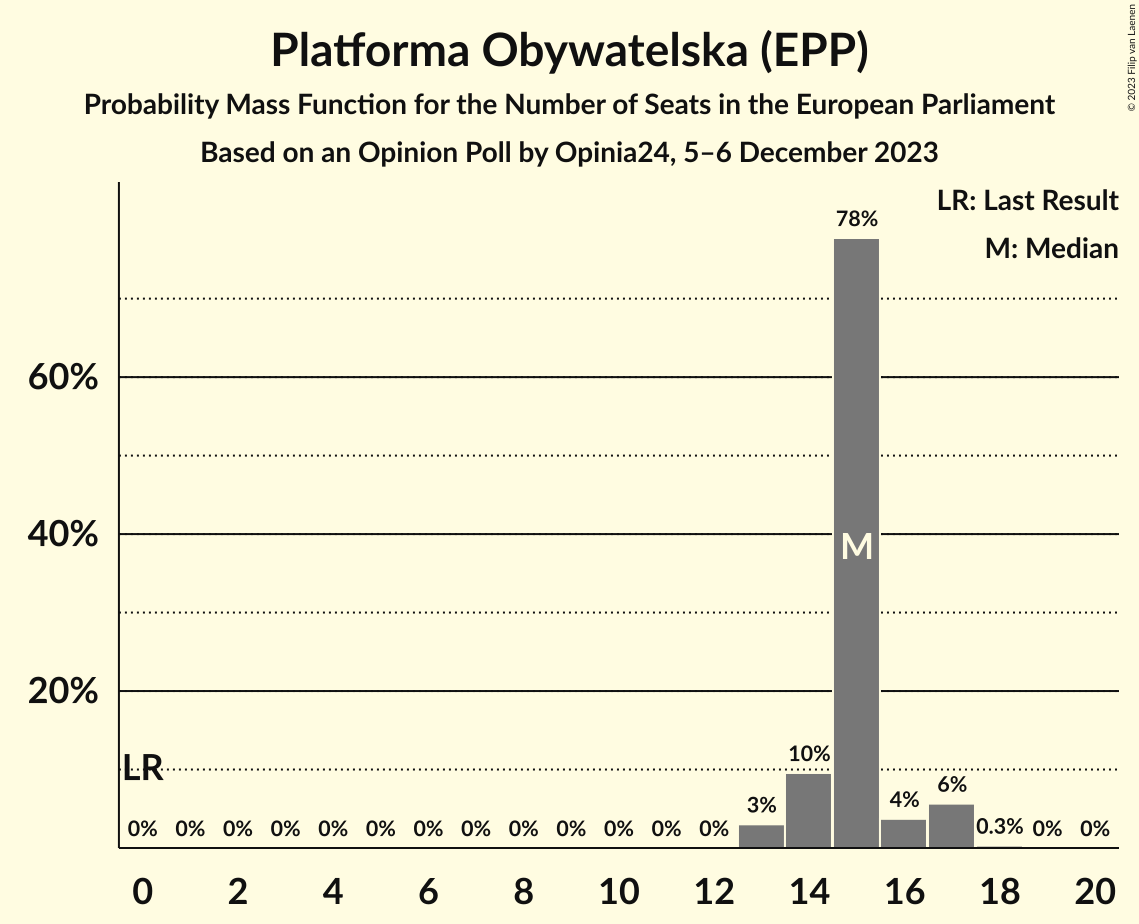 Platforma Obywatelska (EPP)
Probability Mass Function for the Number of Seats in the European Parliament
Based on an Opinion Poll by Opinia24, 5–6 December 2023
© 2023 Filip van Laenen
LR: Last Result
M: Median
78%
60%
40%
M
20%
LR
10%
3%
4%
6%
0% 0% 0% 0% 0% 0% 0% 0% 0% 0% 0% 0% 0% 0.3% 0% 0%
0 2 4 6 8 10 12 14 16 18 20